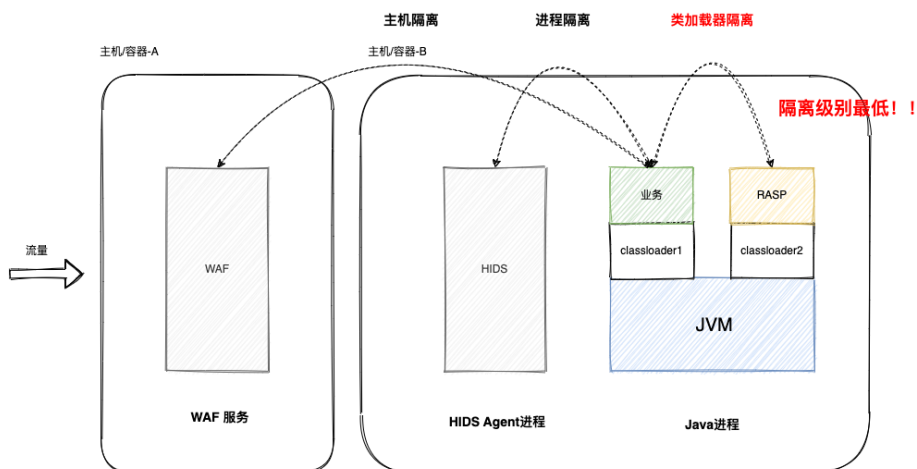 主机隔离
进程隔离
类加载器隔离
主机/容器-A
主机/容器-B
隔离级别最低！！
业务
RASP
流量
classloader1
classloader2
WAF
HIDS
JVM
WAF 服务
HIDS Agent进程
Java进程